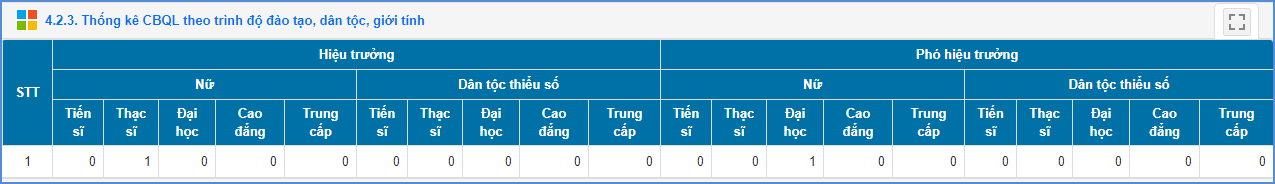 4.2.3. Thống kê CBQL theo trình độ đào tạo, dân tộc, giới tính
STT Hiệu trưởng Phó hiệu trưởng
Nữ Dân tộc thiểu số Nữ Dân tộc thiểu số
Tiến sĩ Thạc sĩ Đại học Cao đẳng Trung cấp Tiến sĩ Thạc sĩ Đại học Cao đẳng Trung cấp Tiến sĩ Thạc sĩ Đại học Cao đẳng Trung cấp Tiến sĩ Thạc sĩ Đại học Cao đẳng Trung cấp
1 0 1 0 0 0 0 0 0 0 0 0 0 1 0 0 0 0 0 0 0